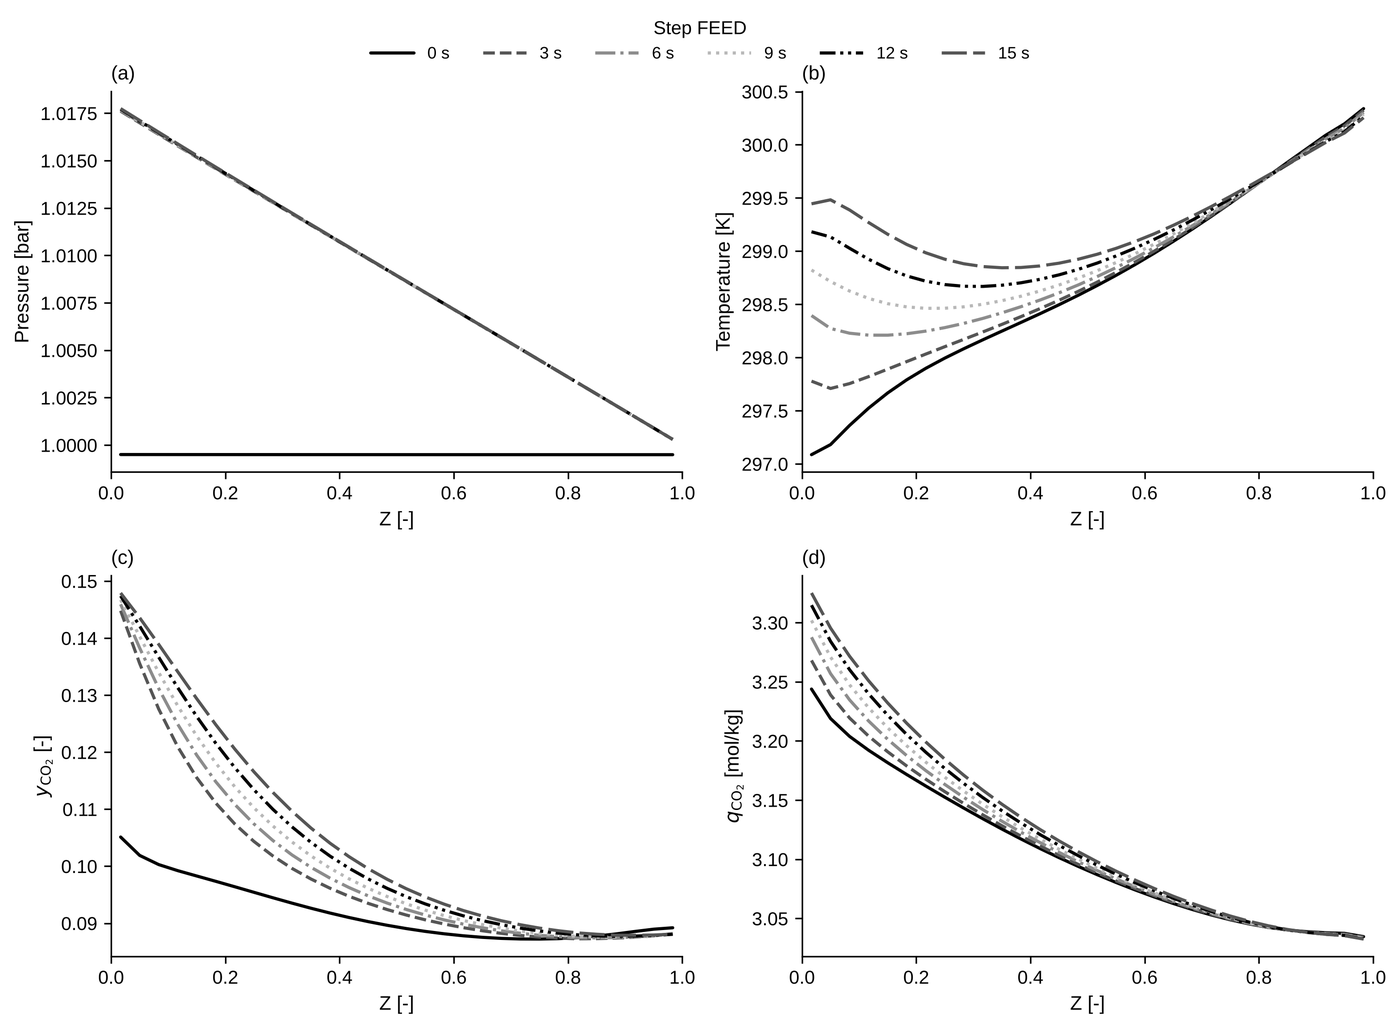 Step FEED
0 s 3 s 6 s 9 s 12 s 15 s
(a)
1.0175
1.0150
1.0125
1.0100
1.0075
1.0050
1.0025
1.0000
Pressure [bar]
0.0 0.2 0.4 0.6 0.8 1.0
Z [-]
(b)
300.5
300.0
299.5
299.0
298.5
298.0
297.5
297.0
Temperature [K]
0.0 0.2 0.4 0.6 0.8 1.0
Z [-]
(c)
0.15
0.14
0.13
0.12
0.11
0.10
0.09
yCO₂ [-]
0.0 0.2 0.4 0.6 0.8 1.0
Z [-]
(d)
3.30
3.25
3.20
3.15
3.10
3.05
qCO₂ [mol/kg]
0.0 0.2 0.4 0.6 0.8 1.0
Z [-]